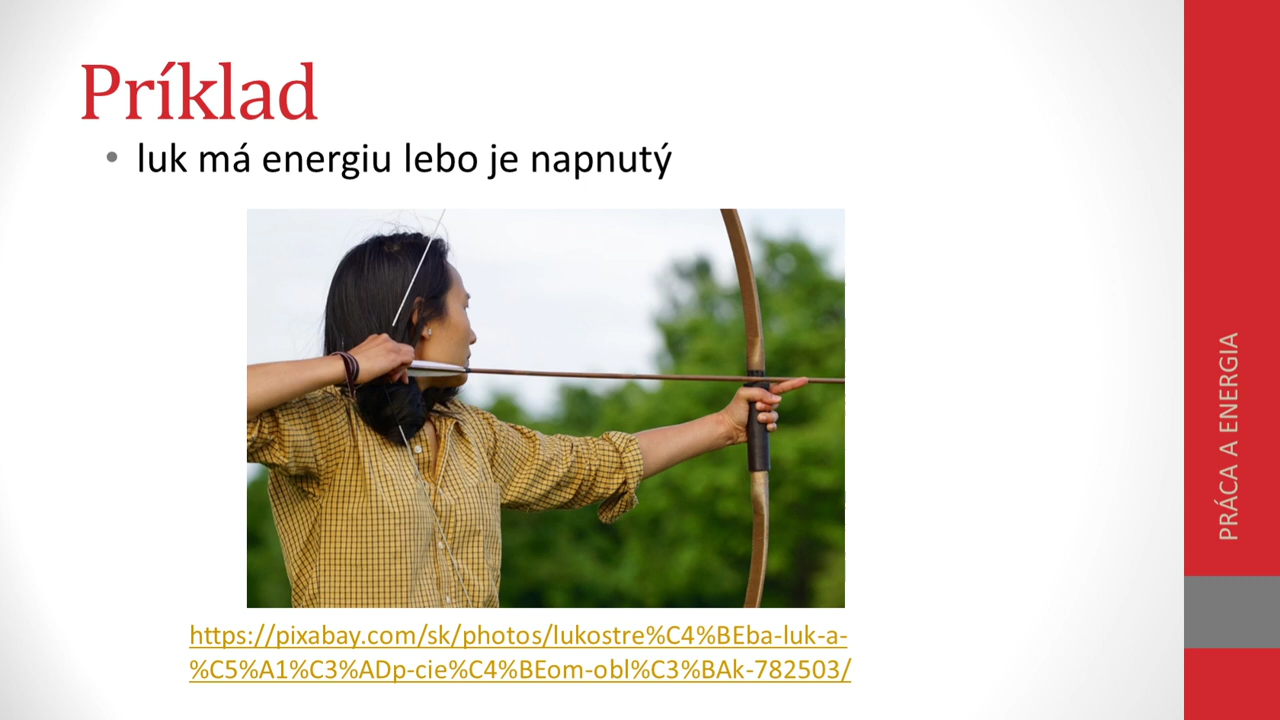 Príklad
• luk má energiu lebo je napnutý
https://pixabay.com/sk/photos/lukostre%C4%BEba-luk-a-
%C5%A1%C3%ADp-cie%C4%BEom-obl%C3%BAk-782503/
PRÁCA A ENERGIA